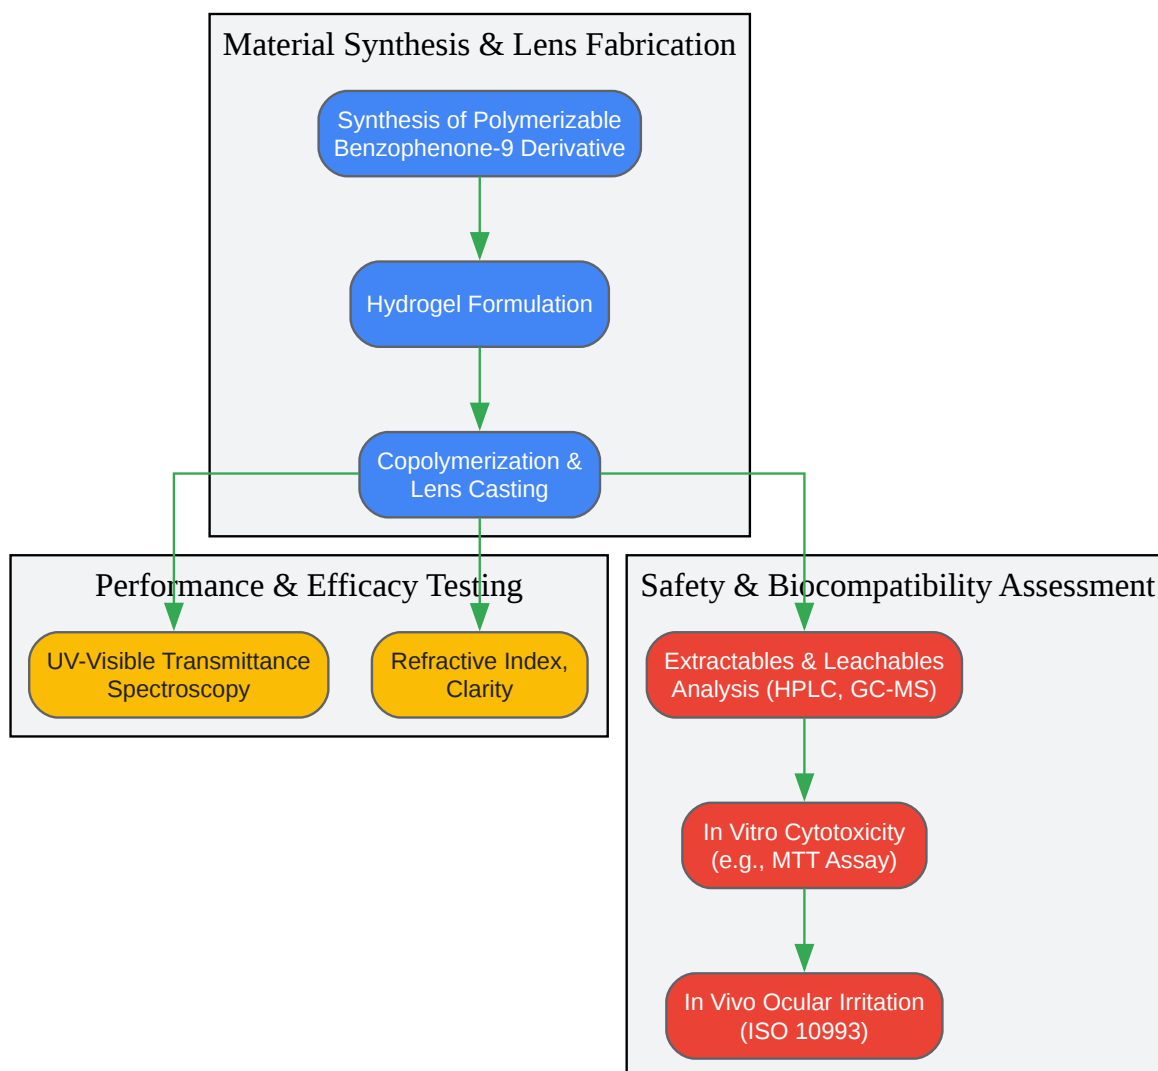 Material Synthesis & Lens Fabrication
Synthesis of Polymerizable
Benzophenone-9 Derivative
Hydrogel Formulation
Copolymerization &
Lens Casting
Performance & Efficacy Testing
UV-Visible Transmittance
Spectroscopy
Refractive Index,
Clarity
Safety & Biocompatibility Assessment
Extractables & Leachables
Analysis (HPLC, GC-MS)
In Vitro Cytotoxicity
(e.g., MTT Assay)
In Vivo Ocular Irritation
(ISO 10993)